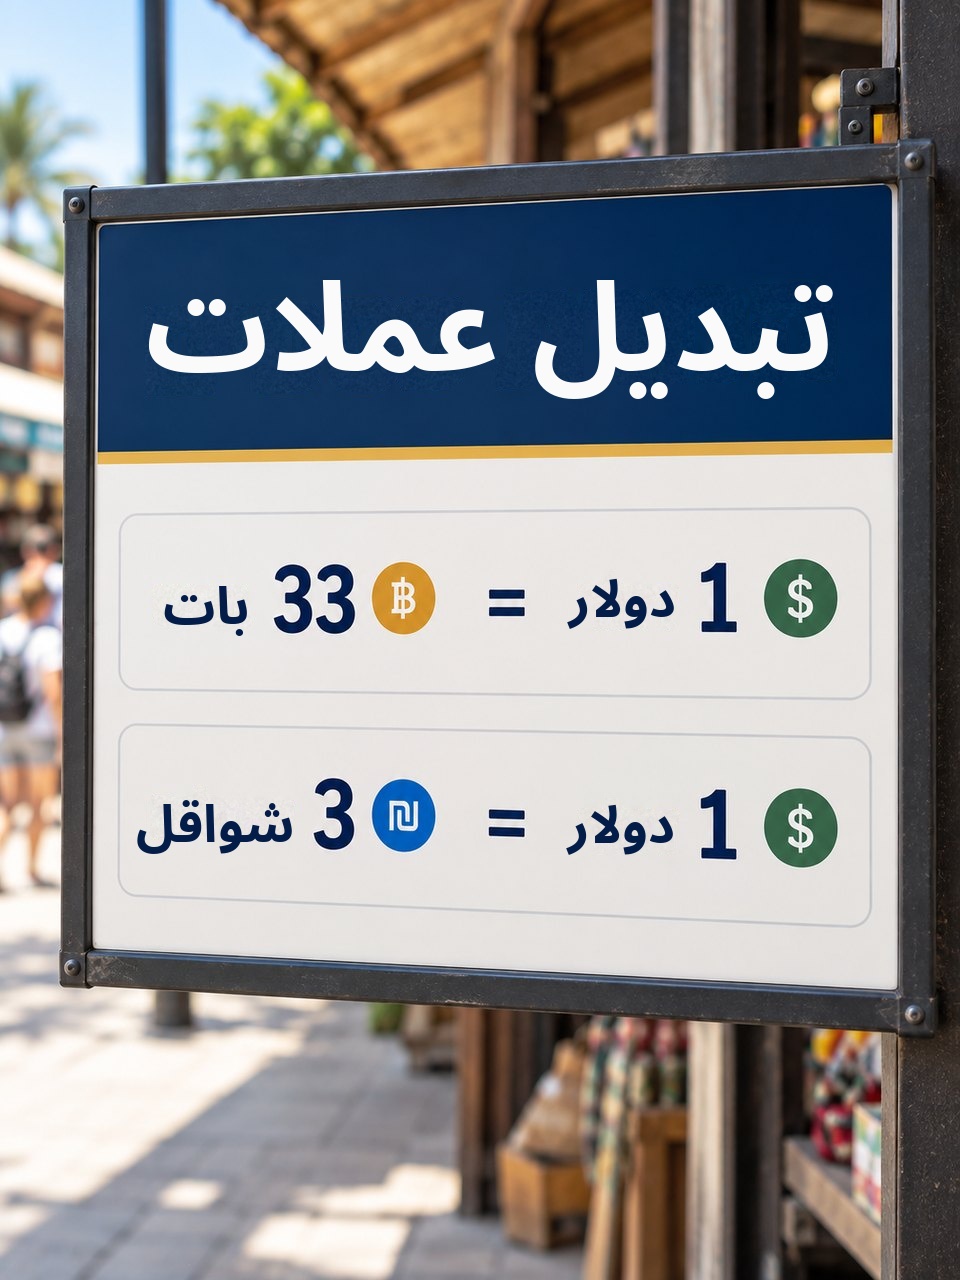 تبديل عملات
$ 1 دولار = ฿ 33 بات
$ 1 دولار = ₪ 3 شواقل